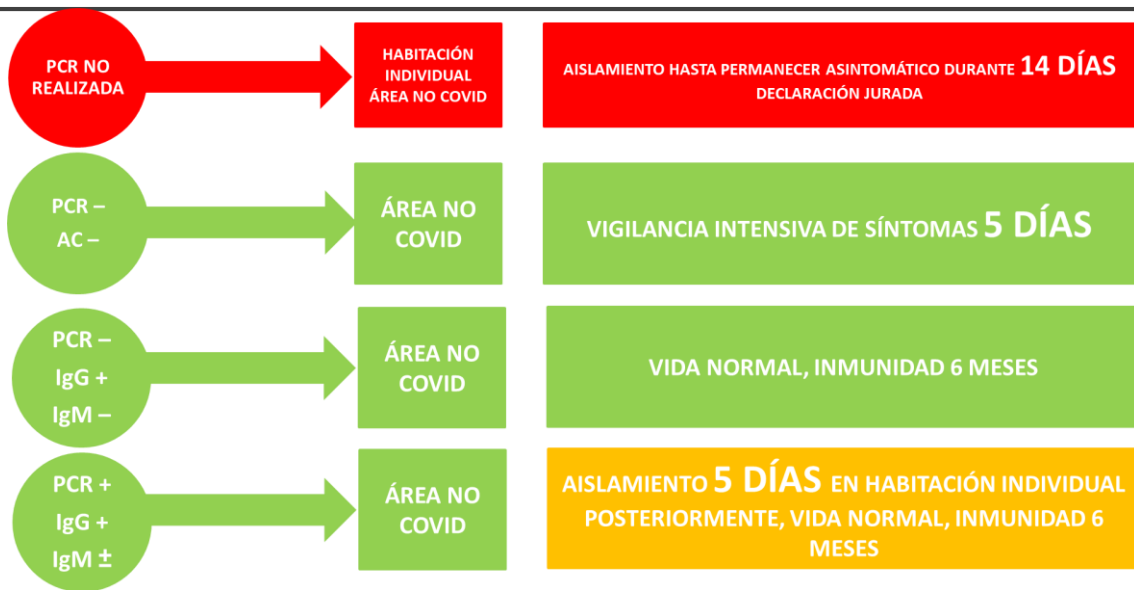 PCR NO
REALIZADA
HABITACIÓN
INDIVIDUAL
ÁREA NO COVID
AISLAMIENTO HASTA PERMANECER ASINTOMÁTICO DURANTE 14 DÍAS
DECLARACIÓN JURADA
PCR –
AC –
ÁREA NO
COVID
VIGILANCIA INTENSIVA DE SÍNTOMAS 5 DÍAS
PCR –
IgG +
IgM –
ÁREA NO
COVID
VIDA NORMAL, INMUNIDAD 6 MESES
PCR +
IgG +
IgM ±
ÁREA NO
COVID
AISLAMIENTO 5 DÍAS EN HABITACIÓN INDIVIDUAL
POSTERIORMENTE, VIDA NORMAL, INMUNIDAD 6
MESES